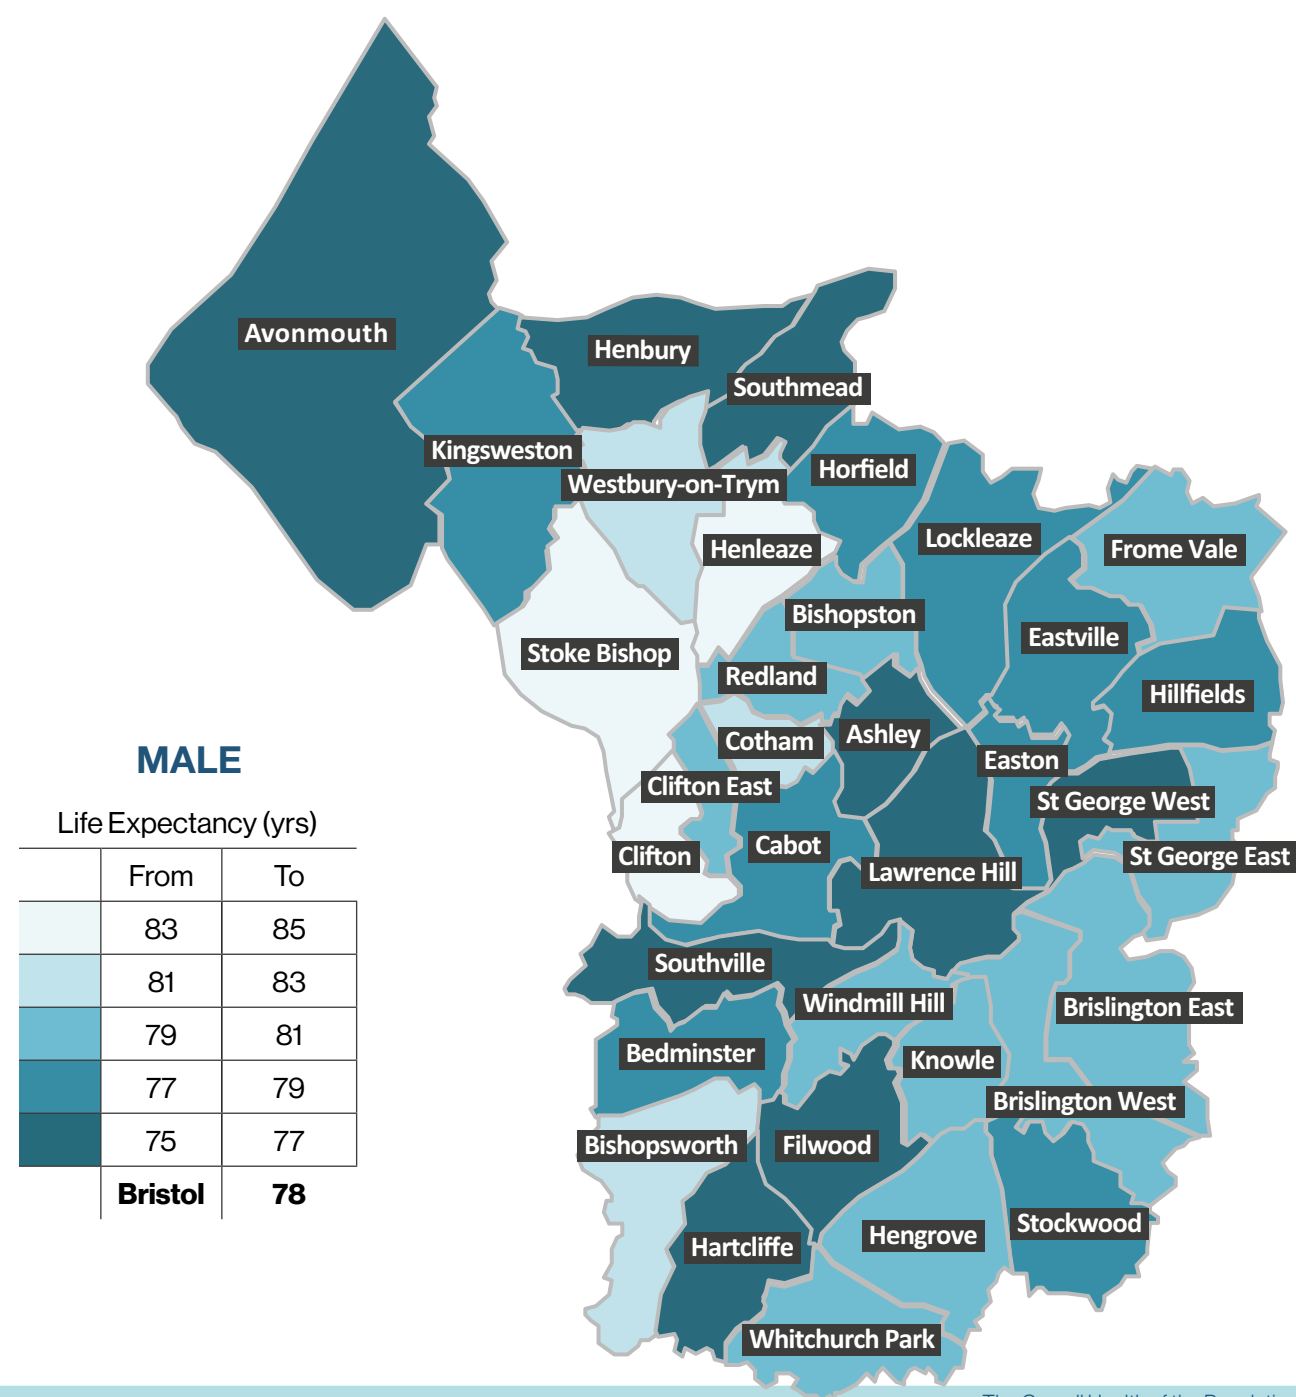 Avonmouth
Henbury
Southmead
Kingsweston
Horfield
Westbury-on-Trym
Lockleaze
Henleaze
Frome Vale
Bishopston
Eastville
Stoke Bishop
Redland
Hillfields
Ashley
Cotham
Easton
Clifton East
St George West
Cabot
Clifton
St George East
Lawrence Hill
Southville
Windmill Hill
Brislington East
Bedminster
Knowle
Brislington West
Bishopsworth
Filwood
Stockwood
Hengrove
Hartcliffe
Whitchurch Park
MALE
Life Expectancy (yrs)
From To
83 85
81 83
79 81
77 79
75 77
Bristol 78